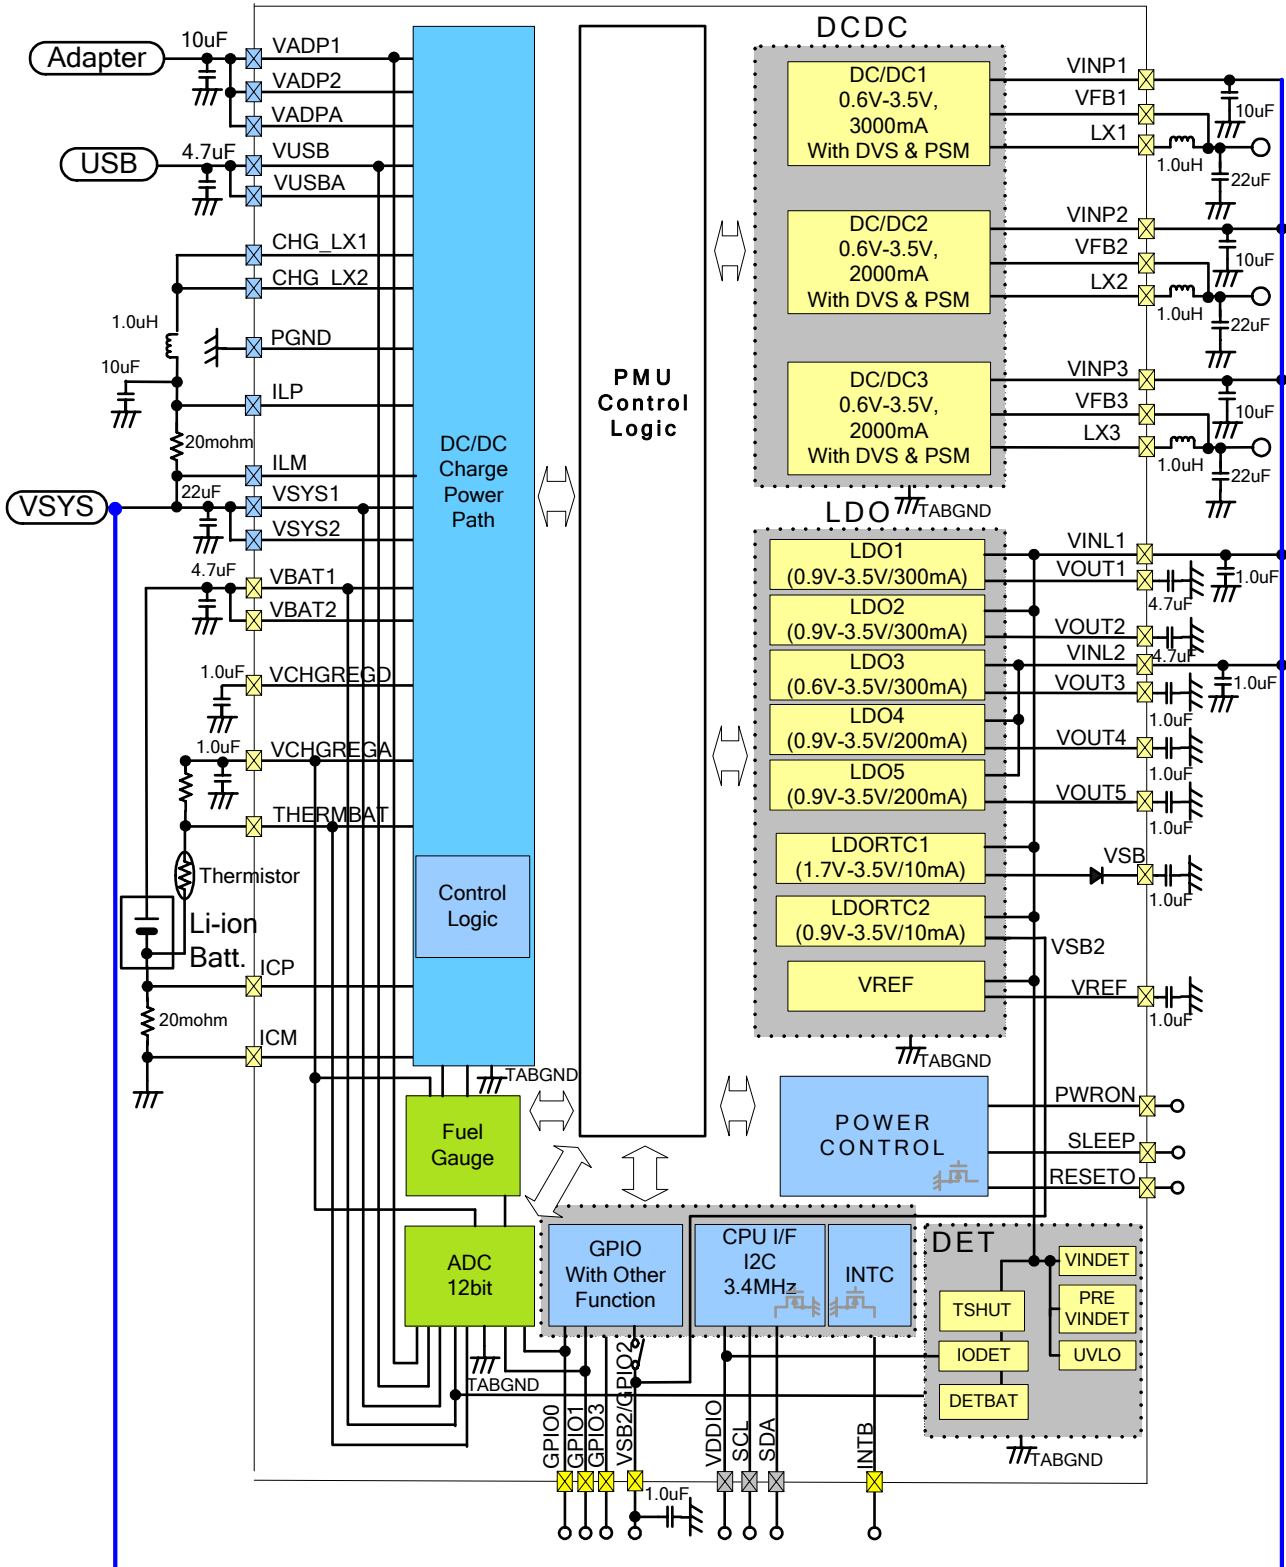 Adapter
10uF
VADP1
VADP2
VADPA
USB
4.7uF
VUSB
VUSBA
CHG_LX1
CHG_LX2
1.0uH
PGND
10uF
ILP
20mohm
ILM
VSYS
22uF
VSYS1
VSYS2
4.7uF
VBAT1
VBAT2
1.0uF
VCHGREGD
1.0uF
VCHGREGA
THERMBAT
Thermistor
Li-ion
Batt.
ICP
20mohm
ICM
DC/DC
Charge
Power
Path
Control
Logic
TABGND
PMU
Control
Logic
DCDC
DC/DC1
0.6V-3.5V,
3000mA
With DVS & PSM
DC/DC2
0.6V-3.5V,
2000mA
With DVS & PSM
DC/DC3
0.6V-3.5V,
2000mA
With DVS & PSM
TABGND
VINP1
VFB1
10uF
LX1
1.0uH
22uF
VINP2
VFB2
10uF
LX2
1.0uH
22uF
VINP3
VFB3
10uF
LX3
1.0uH
22uF
LDO
LDO1
(0.9V-3.5V/300mA)
LDO2
(0.9V-3.5V/300mA)
LDO3
(0.6V-3.5V/300mA)
LDO4
(0.9V-3.5V/200mA)
LDO5
(0.9V-3.5V/200mA)
LDORTC1
(1.7V-3.5V/10mA)
LDORTC2
(0.9V-3.5V/10mA)
VREF
TABGND
VINL1
VOUT1
1.0uF
4.7uF
VOUT2
VINL2
4.7uF
VOUT3
1.0uF
1.0uF
VOUT4
1.0uF
VOUT5
1.0uF
VSB
1.0uF
VSB2
VREF
1.0uF
POWER
CONTROL
PWRON
SLEEP
RESETO
Fuel
Gauge
ADC
12bit
TABGND
GPIO
With Other
Function
CPU I/F
I2C
3.4MHz
INTC
DET
VINDET
TSHUT
PRE
VINDET
IODET
UVLO
DETBAT
TABGND
GPIO0
GPIO1
GPIO3
VSB2/GPIO2
VDDIO
SCL
SDA
INTB
1.0uF